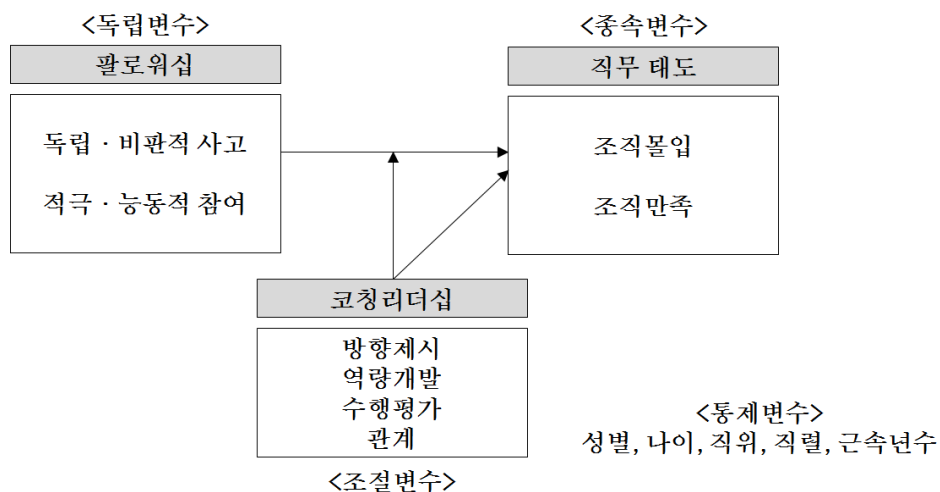 <독립변수>
팔로워십
독립 · 비판적 사고
적극 · 능동적 참여
<종속변수>
직무 태도
조직몰입
조직만족
코칭리더십
방향제시
역량개발
수행평가
관계
<조절변수>
<통제변수>
성별, 나이, 직위, 직렬, 근속년수